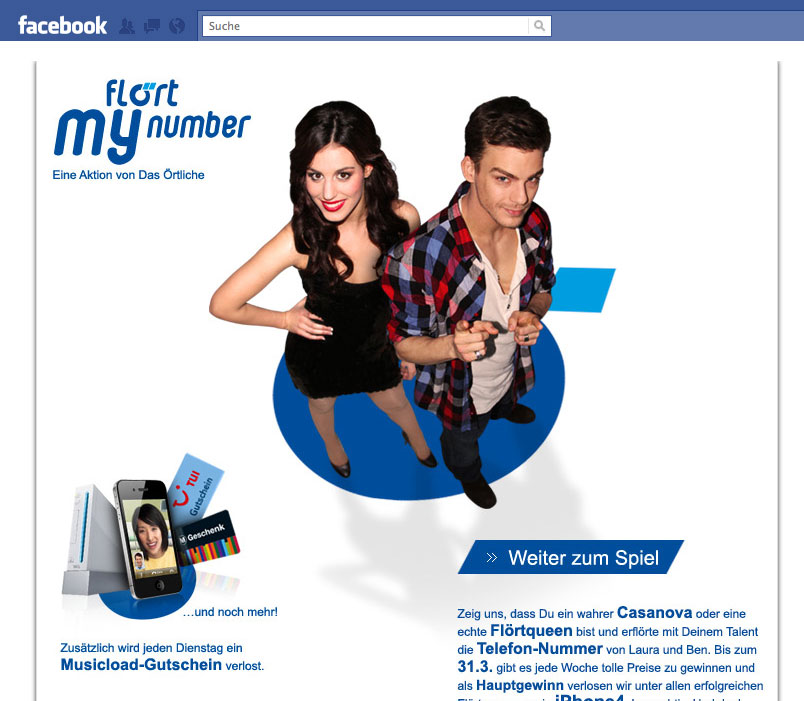 facebook
Suche
flört
my number
Eine Aktion von Das Örtliche
TUI
Gutschein
Geschenk
...und noch mehr!
Zusätzlich wird jeden Dienstag ein
Musicload-Gutschein verlost.
» Weiter zum Spiel
Zeig uns, dass Du ein wahrer Casanova oder eine
echte Flörtqueen bist und erflörte mit Deinem Talent
die Telefon-Nummer von Laura und Ben. Bis zum
31.3. gibt es jede Woche tolle Preise zu gewinnen und
als Hauptgewinn verlosen wir unter allen erfolgreichen
iPhone4